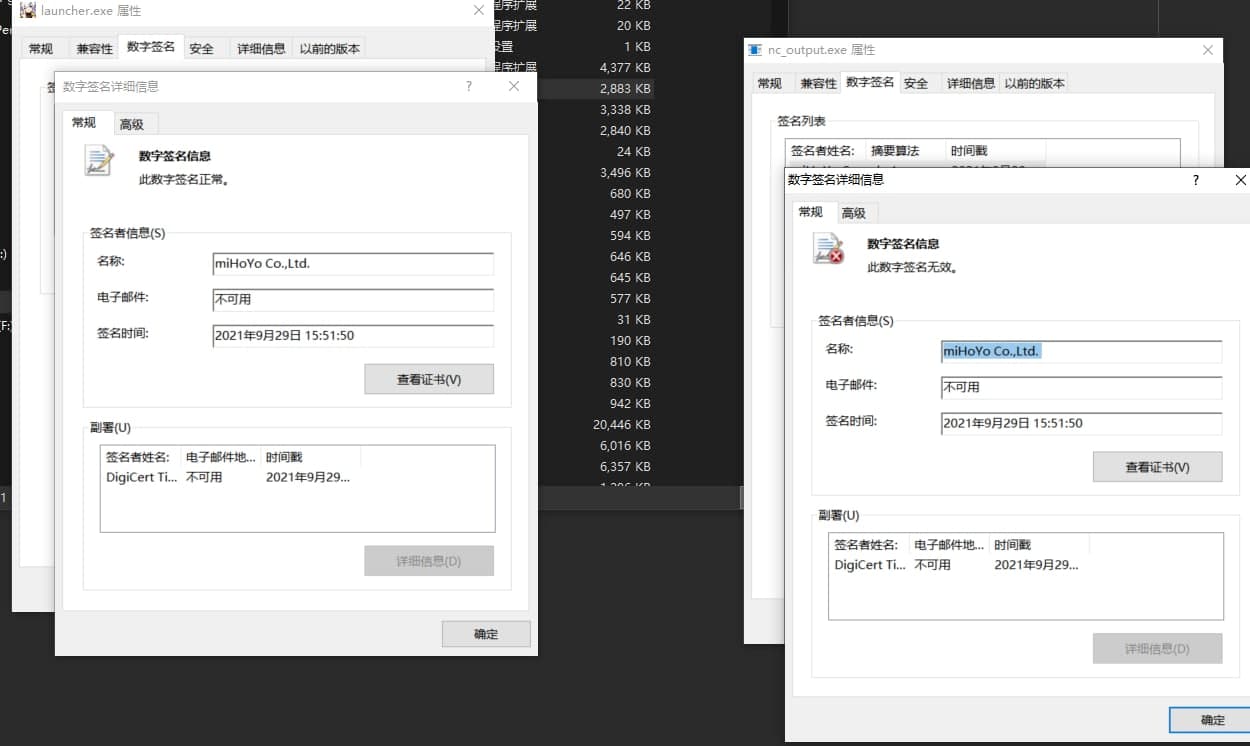 launcher.exe 属性
常规 兼容性 数字签名 安全 详细信息 以前的版本
数字签名详细信息 ?
常规 高级
数字签名信息
此数字签名正常。
签名者信息(S)
名称: miHoYo Co.,Ltd.
电子邮件: 不可用
签名时间: 2021年9月29日 15:51:50
查看证书(V)
副署(U)
签名者姓名: 电子邮件地... 时间戳
DigiCert Ti... 不可用 2021年9月29...
详细信息(D)
确定
程序扩展 22 KB
程序扩展 20 KB
设置 1 KB
程序扩展 4,377 KB
2,883 KB
3,338 KB
2,840 KB
24 KB
3,496 KB
680 KB
497 KB
594 KB
646 KB
645 KB
577 KB
31 KB
190 KB
810 KB
830 KB
942 KB
20,446 KB
6,016 KB
6,357 KB
nc_output.exe 属性
常规 兼容性 数字签名 安全 详细信息 以前的版本
签名列表
签名者姓名: 摘要算法 时间戳
数字签名详细信息 ?
常规 高级
数字签名信息
此数字签名无效。
签名者信息(S)
名称: miHoYo Co.,Ltd.
电子邮件: 不可用
签名时间: 2021年9月29日 15:51:50
查看证书(V)
副署(U)
签名者姓名: 电子邮件地... 时间戳
DigiCert Ti... 不可用 2021年9月29...
详细信息(D)
确定